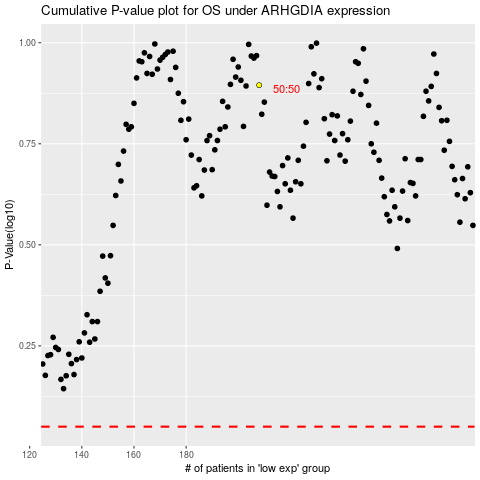 Cumulative P-value plot for OS under ARHGDIA expression
1.00
50:50
0.75
P-Value(log10)
0.50
0.25
120 140 160 180
# of patients in 'low exp' group